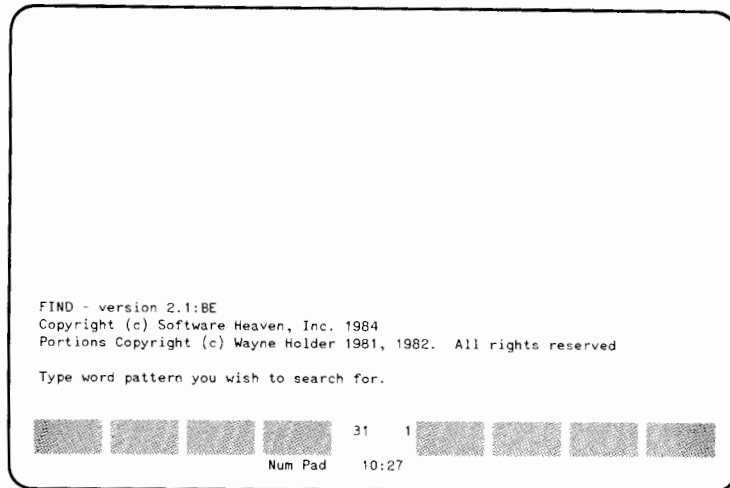 FIND - version 2.1:BE
Copyright (c) Software Heaven, Inc. 1984
Portions Copyright (c) Wayne Holder 1981, 1982.  All rights reserved
Type word pattern you wish to search for.
31 1
Num Pad 10:27